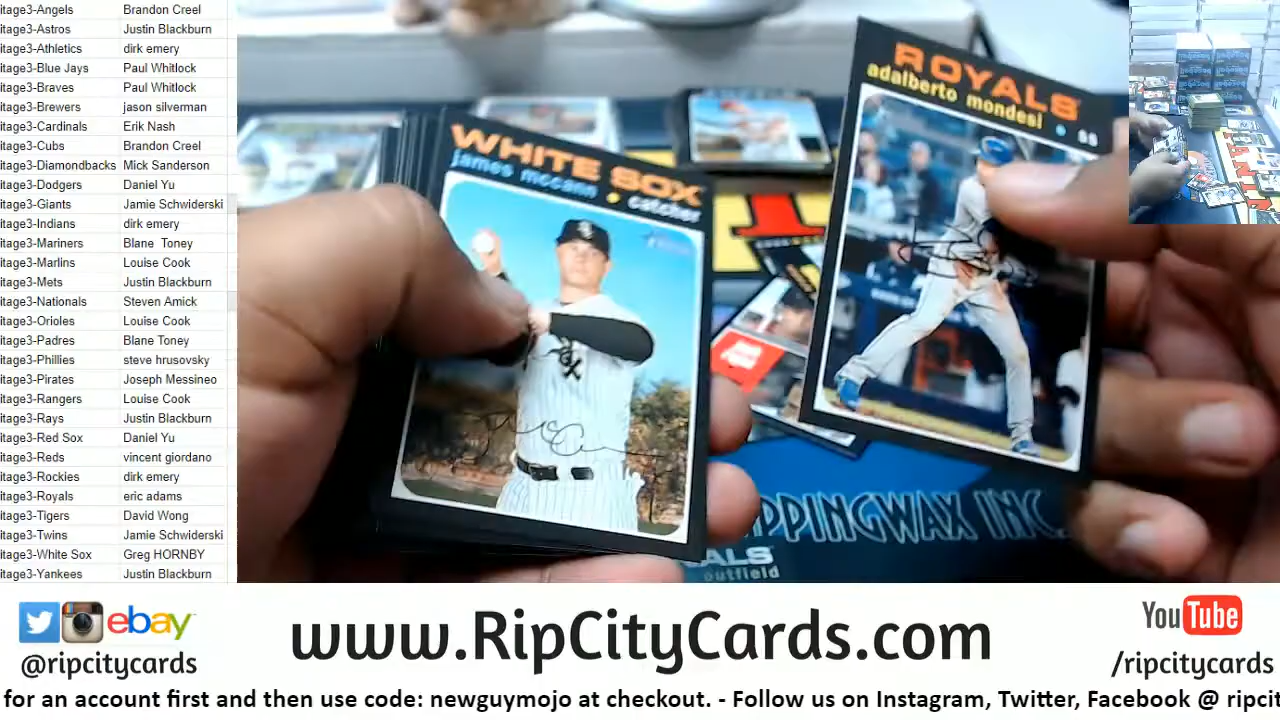 itage3-Angels Brandon Creel
itage3-Astros Justin Blackburn
itage3-Athletics dirk emery
itage3-Blue Jays Paul Whitlock
itage3-Braves Paul Whitlock
itage3-Brewers jason silverman
itage3-Cardinals Erik Nash
itage3-Cubs Brandon Creel
itage3-Diamondbacks Mick Sanderson
itage3-Dodgers Daniel Yu
itage3-Giants Jamie Schwiderski
itage3-Indians dirk emery
itage3-Mariners Blane Toney
itage3-Marlins Louise Cook
itage3-Mets Justin Blackburn
itage3-Nationals Steven Amick
itage3-Orioles Louise Cook
itage3-Padres Blane Toney
itage3-Phillies steve hrusovsky
itage3-Pirates Joseph Messineo
itage3-Rangers Louise Cook
itage3-Rays Justin Blackburn
itage3-Red Sox Daniel Yu
itage3-Reds vincent giordano
itage3-Rockies dirk emery
itage3-Royals eric adams
itage3-Tigers David Wong
itage3-Twins Jamie Schwiderski
itage3-White Sox Greg HORNBY
itage3-Yankees Justin Blackburn
WHITE SOX
james mccann catcher
ROYALS
adalberto mondesi ss
PPINGWAX INC.
ALS
outfield
ebay
@ripcitycards
www.RipCityCards.com
YouTube
/ripcitycards
for an account first and then use code: newguymojo at checkout. - Follow us on Instagram, Twitter, Facebook @ ripcit